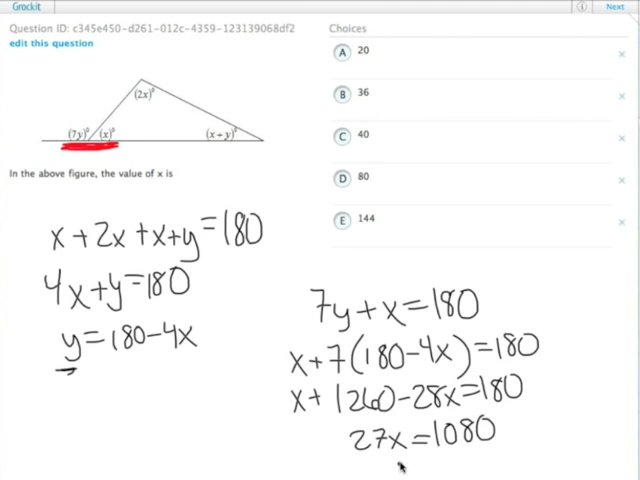 Grockit
Next
Question ID: c345e450-d261-012c-4359-123139068df2
edit this question
Choices
A 20
B 36
C 40
D 80
E 144
(2x)°
(7y)° (x)° (x + y)°
In the above figure, the value of x is
x+2x+x+y=180
4x+y=180
y=180-4x
7y+x=180
x+7(180-4x)=180
x+1260-28x=180
27x=1080